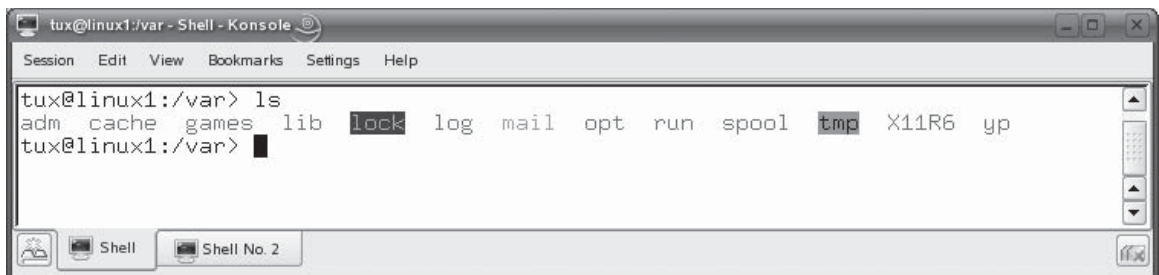 tux@linux1:/var - Shell - Konsole
Session Edit View Bookmarks Settings Help
tux@linux1:/var> ls
adm cache games lib lock log mail opt run spool tmp X11R6 yp
tux@linux1:/var>
Shell Shell No. 2